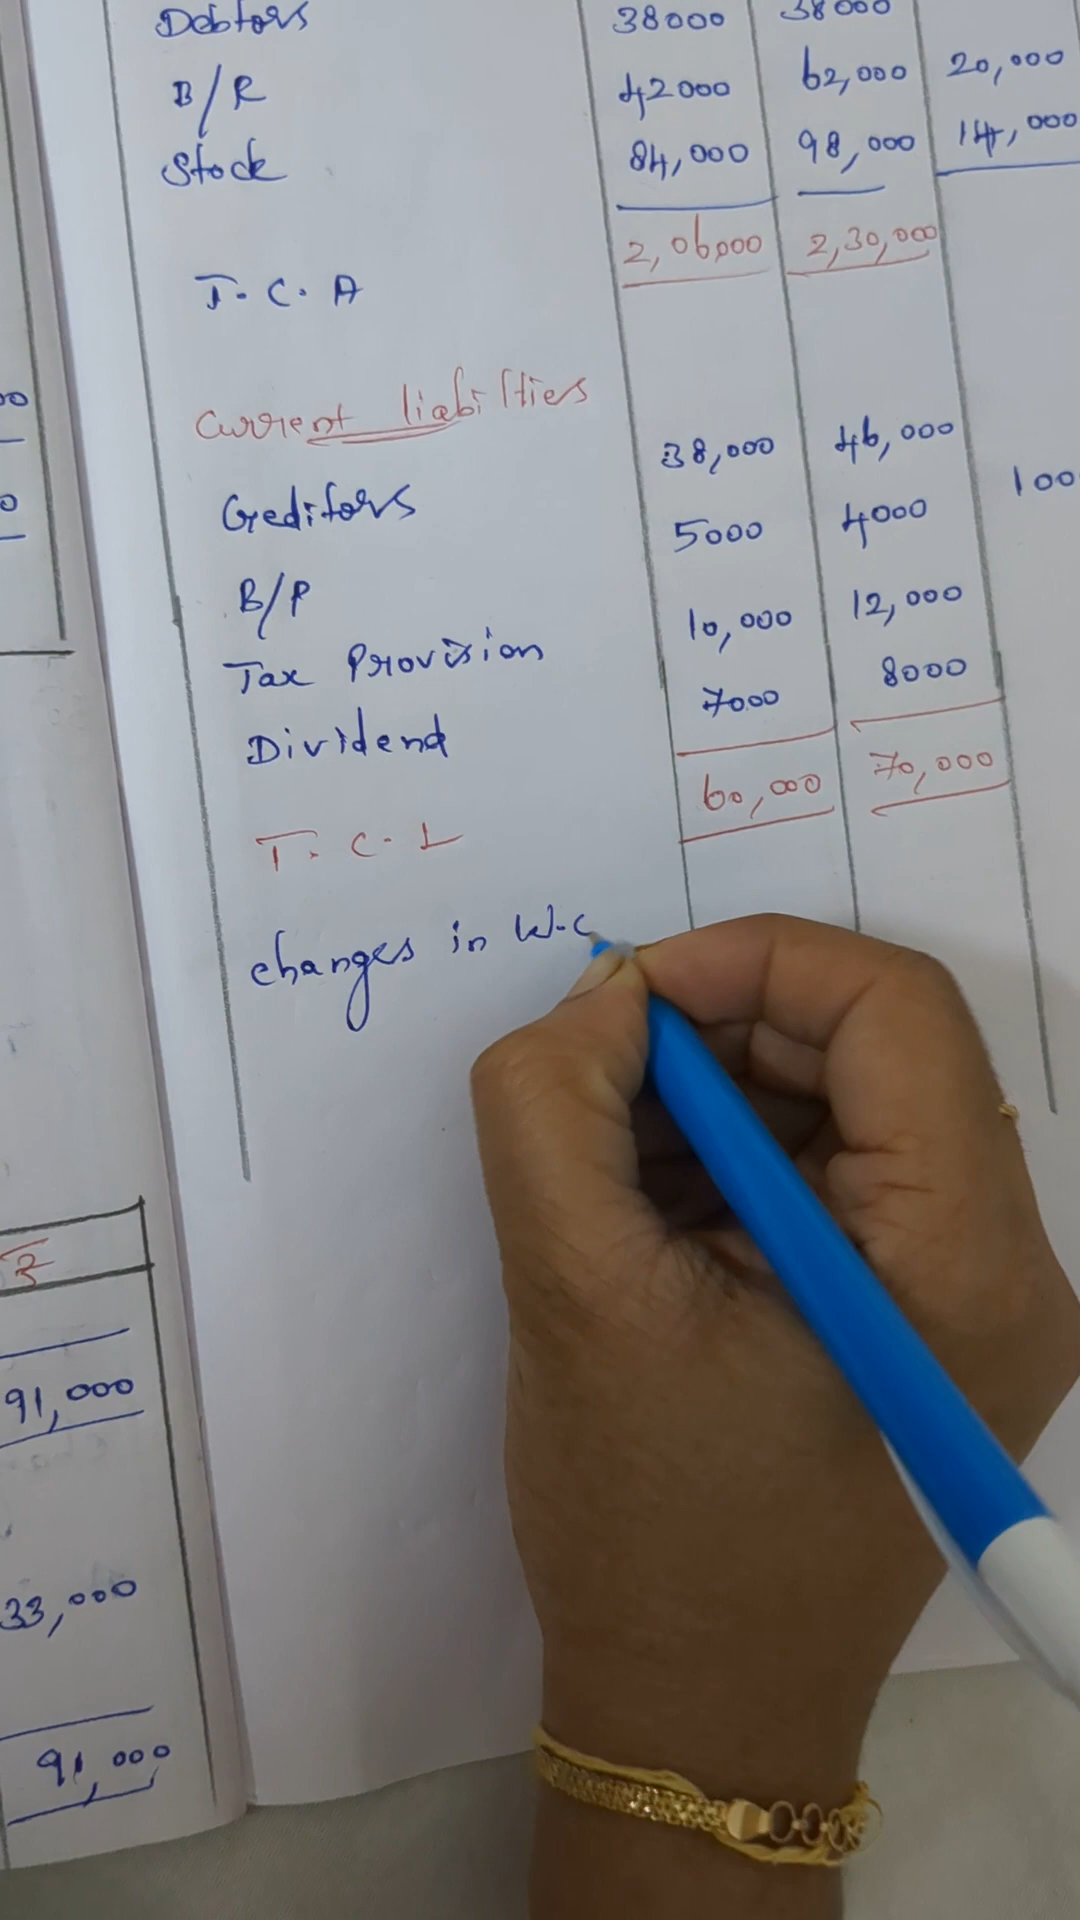 Debtors 38000 38000
B/R 42000 62,000 20,000
Stock 84,000 98,000 14,000
2,06,000 2,30,000
T. C. A
Current liabilties
Creditors 38,000 46,000
B/P 5000 4000 100
Tax Provision 10,000 12,000
Dividend 7000 8000
T. C. L 60,000 70,000
changes in W.C
91,000
33,000
91,000